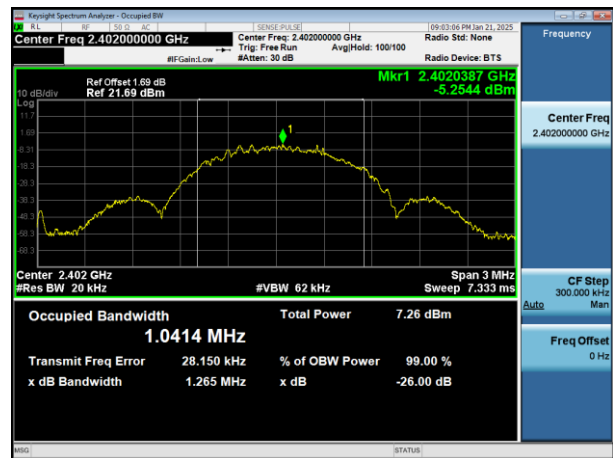 Keysight Spectrum Analyzer - Occupied BW
RL RF 50 Ω AC SENSE:PULSE 09:03:06 PM Jan 21, 2025
Center Freq 2.402000000 GHz Center Freq: 2.402000000 GHz Radio Std: None
Trig: Free Run Avg|Hold: 100/100
#IFGain:Low #Atten: 30 dB Radio Device: BTS
Frequency
Ref Offset 1.69 dB Mkr1 2.4020387 GHz
10 dB/div Ref 21.69 dBm -5.2544 dBm
Log
11.7
1.69
-8.31
-18.3
-28.3
-38.3
-48.3
-58.3
-68.3
1
Center 2.402 GHz Span 3 MHz
#Res BW 20 kHz #VBW 62 kHz Sweep 7.333 ms
Occupied Bandwidth Total Power 7.26 dBm
1.0414 MHz
Transmit Freq Error 28.150 kHz % of OBW Power 99.00 %
x dB Bandwidth 1.265 MHz x dB -26.00 dB
Center Freq
2.402000000 GHz
CF Step
300.000 kHz
Auto Man
Freq Offset
0 Hz
MSG STATUS